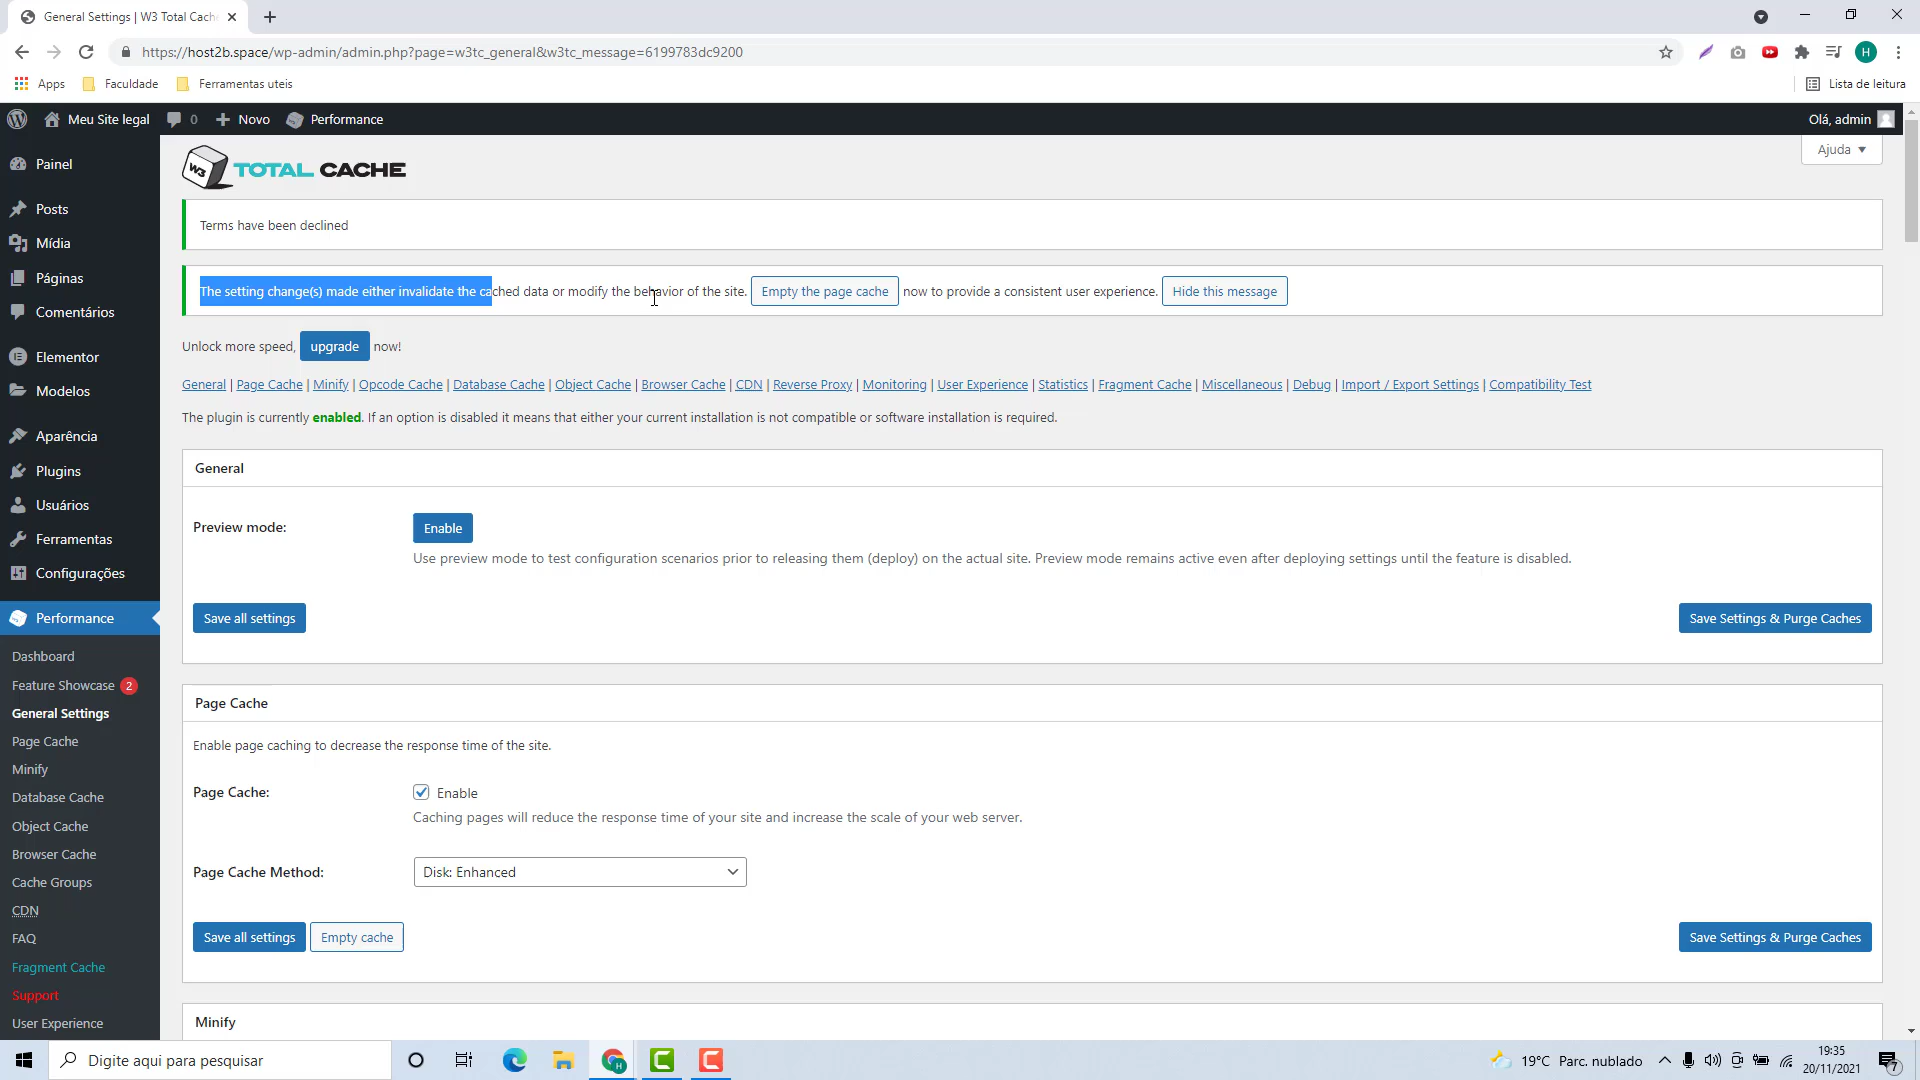 General Settings | W3 Total Cache
https://host2b.space/wp-admin/admin.php?page=w3tc_general&w3tc_message=6199783dc9200
H
Apps
Faculdade
Ferramentas uteis
Lista de leitura
Meu Site legal
0
Novo
Performance
Olá, admin
Ajuda
W3 TOTAL CACHE
Painel
Posts
Mídia
Páginas
Comentários
Elementor
Modelos
Aparência
Plugins
Usuários
Ferramentas
Configurações
Performance
Dashboard
Feature Showcase 2
General Settings
Page Cache
Minify
Database Cache
Object Cache
Browser Cache
Cache Groups
CDN
FAQ
Fragment Cache
Support
User Experience
Terms have been declined
The setting change(s) made either invalidate the cached data or modify the behavior of the site. Empty the page cache now to provide a consistent user experience. Hide this message
Unlock more speed, upgrade now!
General | Page Cache | Minify | Opcode Cache | Database Cache | Object Cache | Browser Cache | CDN | Reverse Proxy | Monitoring | User Experience | Statistics | Fragment Cache | Miscellaneous | Debug | Import / Export Settings | Compatibility Test
The plugin is currently enabled. If an option is disabled it means that either your current installation is not compatible or software installation is required.
General
Preview mode:
Enable
Use preview mode to test configuration scenarios prior to releasing them (deploy) on the actual site. Preview mode remains active even after deploying settings until the feature is disabled.
Save all settings
Save Settings & Purge Caches
Page Cache
Enable page caching to decrease the response time of the site.
Page Cache:
Enable
Caching pages will reduce the response time of your site and increase the scale of your web server.
Page Cache Method:
Disk: Enhanced
Save all settings
Empty cache
Save Settings & Purge Caches
Minify
Digite aqui para pesquisar
19°C Parc. nublado
19:35
20/11/2021
7